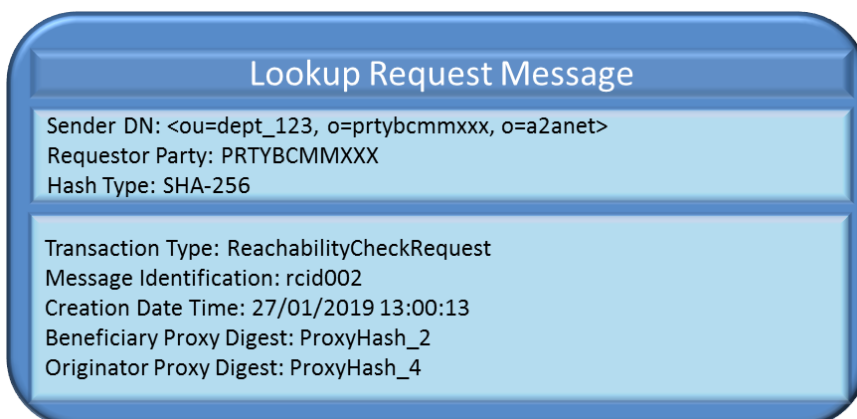 Lookup Request Message
Sender DN: <ou=dept_123, o=prtybcmmxxx, o=a2anet>
Requestor Party: PRTYBCMMXXX
Hash Type: SHA-256
Transaction Type: ReachabilityCheckRequest
Message Identification: rcid002
Creation Date Time: 27/01/2019 13:00:13
Beneficiary Proxy Digest: ProxyHash_2
Originator Proxy Digest: ProxyHash_4